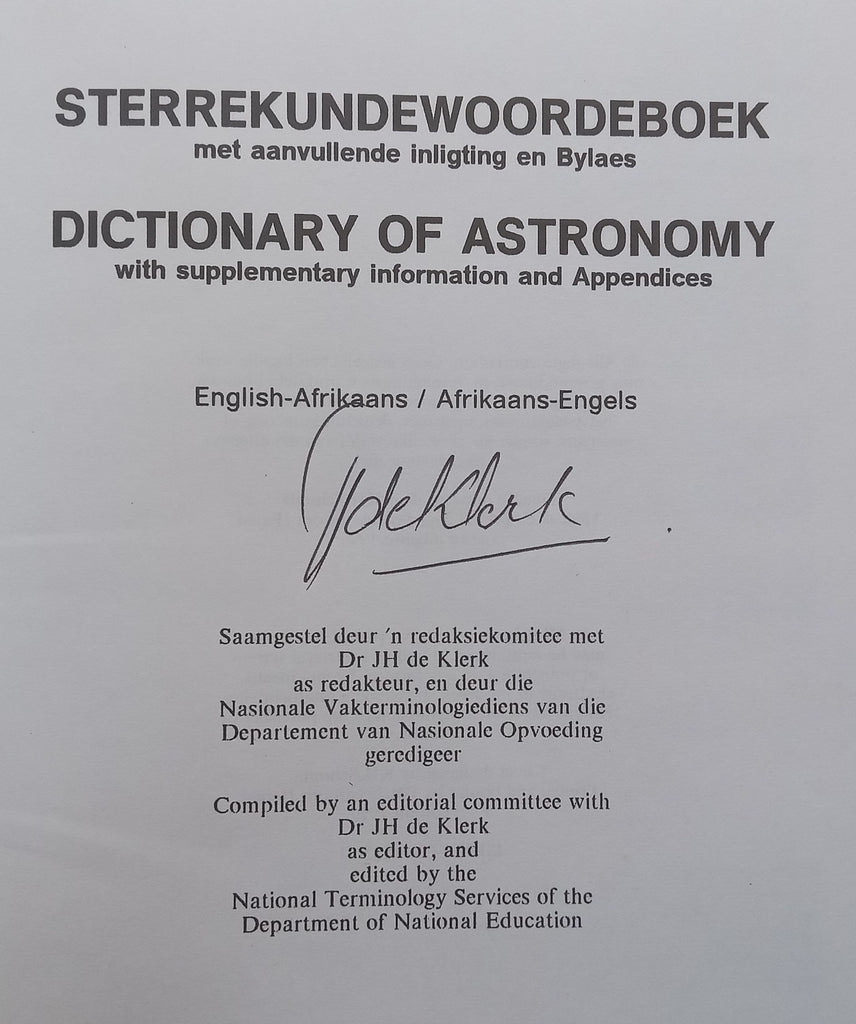 STERREKUNDEWOORDEBOEK
met aanvullende inligting en Bylaes
DICTIONARY OF ASTRONOMY
with supplementary information and Appendices
English-Afrikaans / Afrikaans-Engels
de Klerk
Saamgestel deur 'n redaksiekomitee met
Dr JH de Klerk
as redakteur, en deur die
Nasionale Vakterminologiediens van die
Departement van Nasionale Opvoeding
geredigeer
Compiled by an editorial committee with
Dr JH de Klerk
as editor, and
edited by the
National Terminology Services of the
Department of National Education